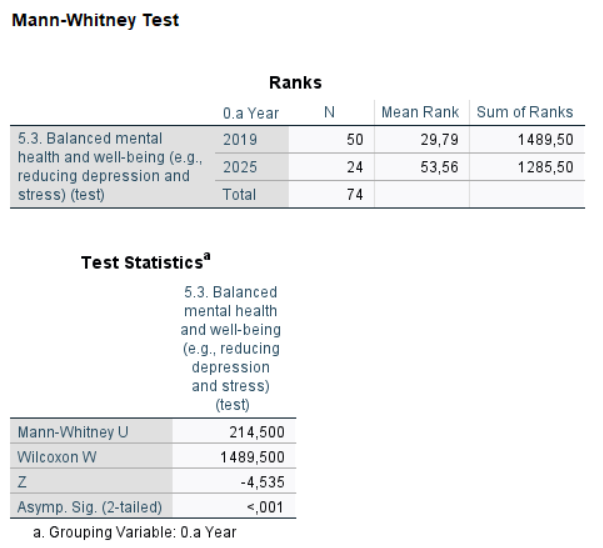 Mann-Whitney Test
Ranks
0.a Year N Mean Rank Sum of Ranks
5.3. Balanced mental health and well-being (e.g., reducing depression and stress) (test) 2019 50 29,79 1489,50
2025 24 53,56 1285,50
Total 74
Test Statisticsa
5.3. Balanced
mental health
and well-being
(e.g., reducing
depression
and stress)
(test)
Mann-Whitney U 214,500
Wilcoxon W 1489,500
Z -4,535
Asymp. Sig. (2-tailed) <,001
a. Grouping Variable: 0.a Year